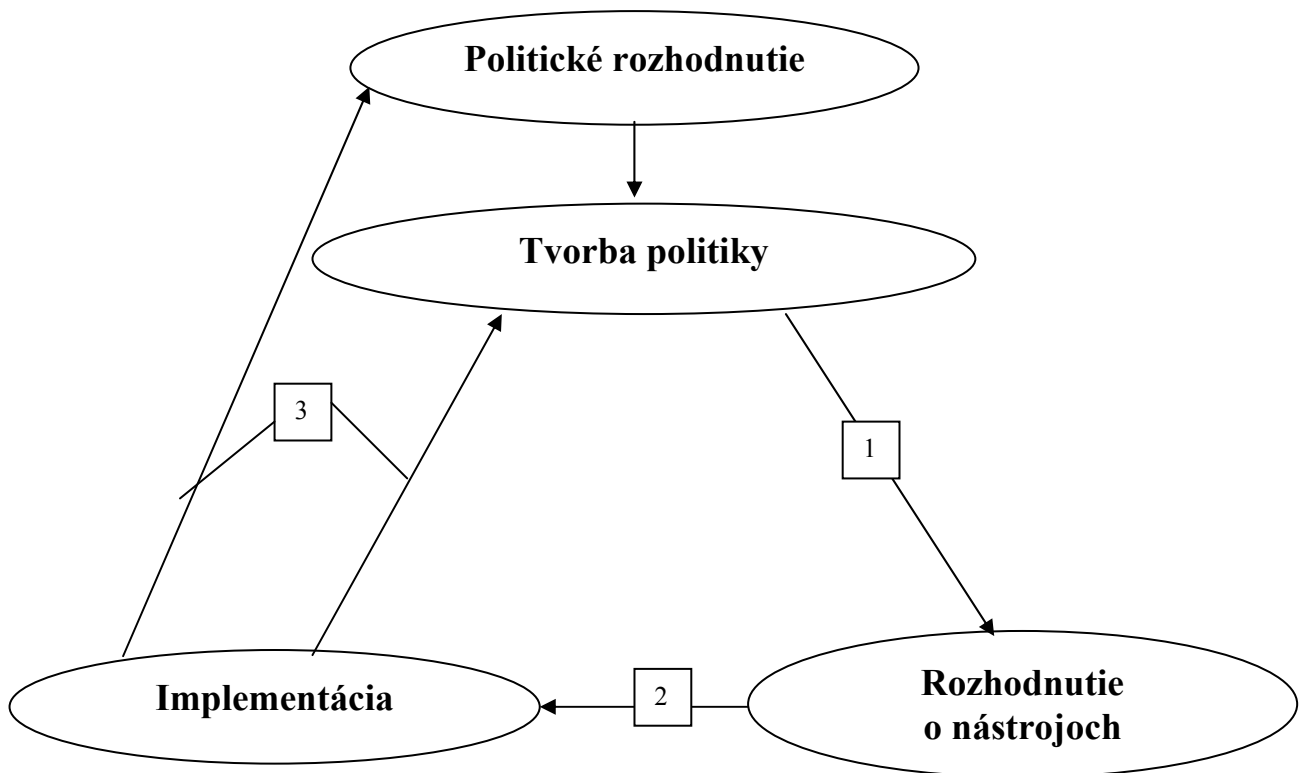 Politické rozhodnutie
Tvorba politiky
3
1
Implementácia
2
Rozhodnutie
o nástrojoch